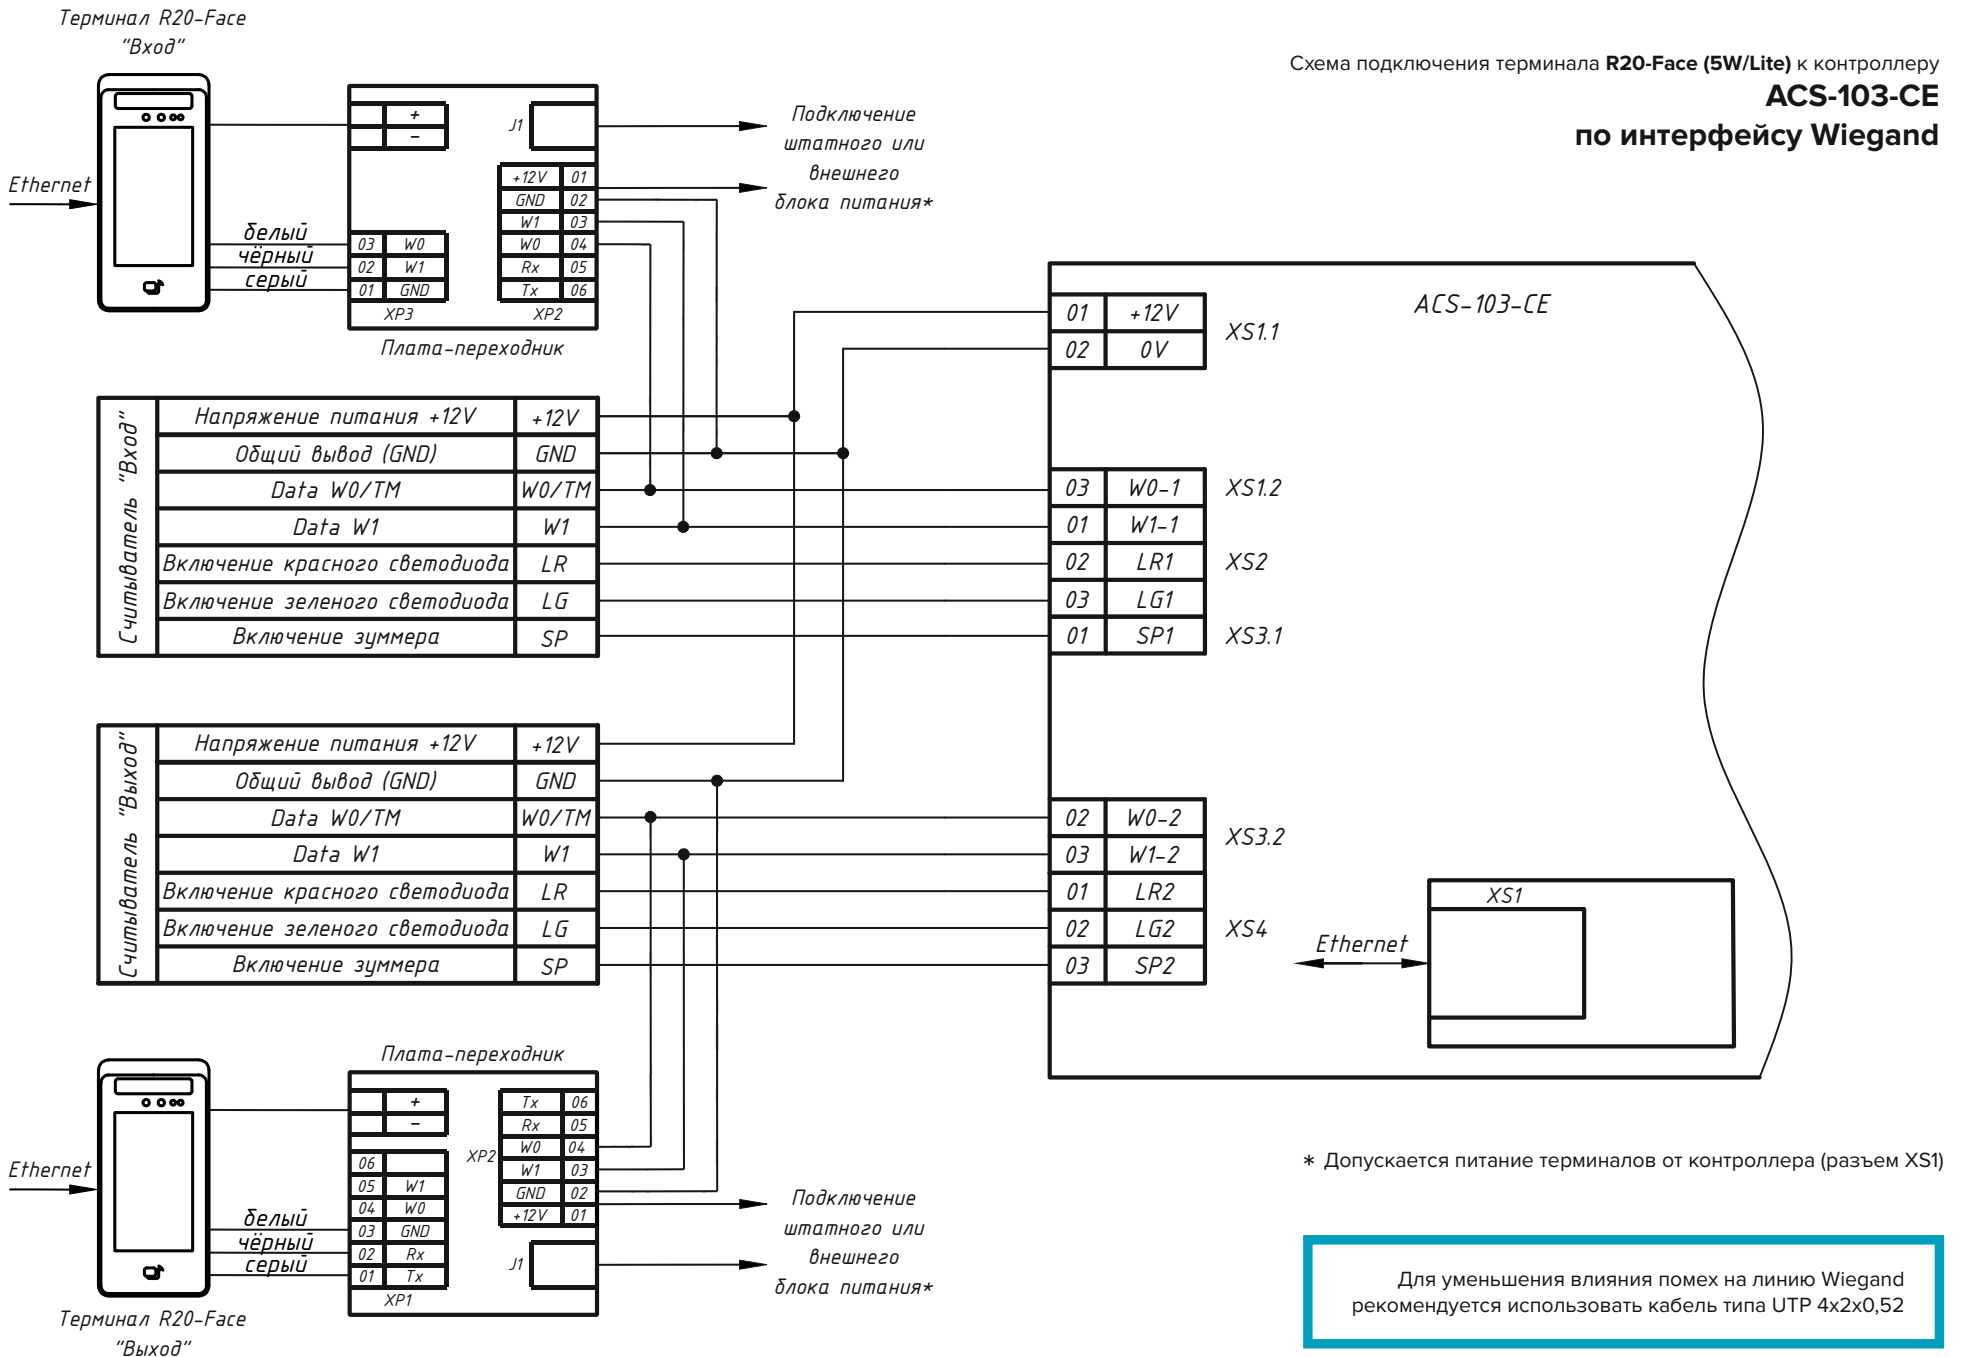 Терминал R20-Face
"Вход"
Схема подключения терминала R20-Face (5W/Lite) к контроллеру
ACS-103-CE
по интерфейсу Wiegand
Ethernet
белый
чёрный
серый
+
−
03 W0
02 W1
01 GND
XP3
J1
+12V 01
GND 02
W1 03
W0 04
Rx 05
Tx 06
XP2
Плата-переходник
Подключение
штатного или
внешнего
блока питания*
Считыватель "Вход"
Напряжение питания +12V +12V
Общий вывод (GND) GND
Data W0/TM W0/TM
Data W1 W1
Включение красного светодиода LR
Включение зеленого светодиода LG
Включение зуммера SP
ACS-103-CE
01 +12V
02 0V
XS1.1
03 W0-1 XS1.2
01 W1-1
02 LR1 XS2
03 LG1
01 SP1 XS3.1
Считыватель "Выход"
Напряжение питания +12V +12V
Общий вывод (GND) GND
Data W0/TM W0/TM
Data W1 W1
Включение красного светодиода LR
Включение зеленого светодиода LG
Включение зуммера SP
02 W0-2
XS3.2
03 W1-2
01 LR2
02 LG2 XS4
03 SP2
XS1
Ethernet
Плата-переходник
Ethernet
белый
чёрный
серый
+
−
06
05 W1
04 W0
03 GND
02 Rx
01 Tx
XP1
Tx 06
Rx 05
W0 04
W1 03
GND 02
+12V 01
XP2
J1
Подключение
штатного или
внешнего
блока питания*
Терминал R20-Face
"Выход"
* Допускается питание терминалов от контроллера (разъем XS1)
Для уменьшения влияния помех на линию Wiegand
рекомендуется использовать кабель типа UTP 4x2x0,52